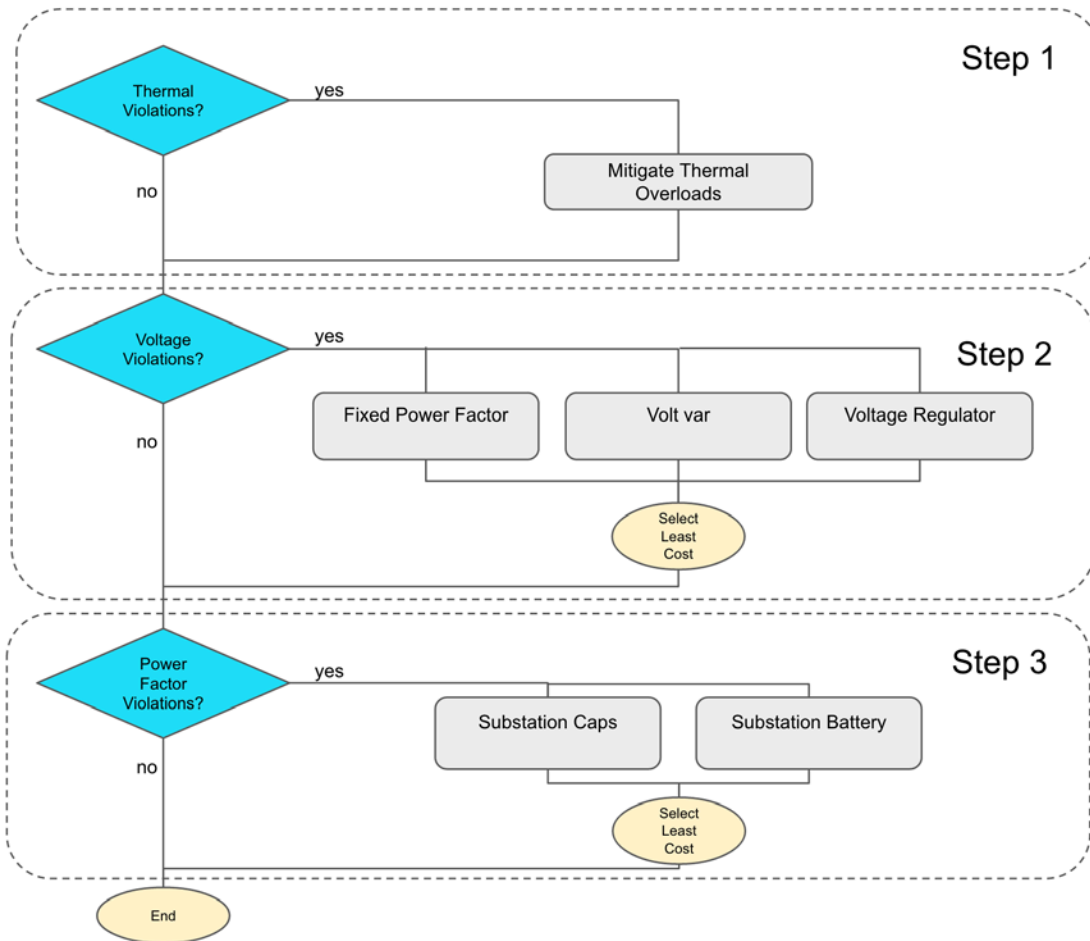 Step 1
Thermal
Violations?
yes
no
Mitigate Thermal
Overloads
Step 2
Voltage
Violations?
yes
no
Fixed Power Factor
Volt var
Voltage Regulator
Select
Least
Cost
Step 3
Power
Factor
Violations?
yes
no
Substation Caps
Substation Battery
Select
Least
Cost
End